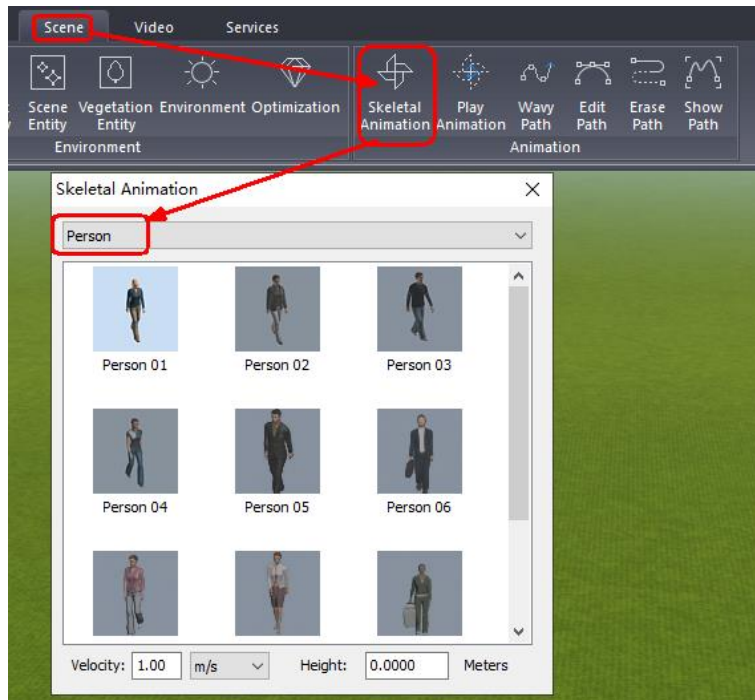 Scene Video Services
Scene Vegetation Environment Optimization Skeletal Play Wavy Edit Erase Show
Entity Entity Animation Animation Path Path Path Path
Environment Animation
Skeletal Animation
Person
Person 01 Person 02 Person 03
Person 04 Person 05 Person 06
Velocity: 1.00 m/s Height: 0.0000 Meters